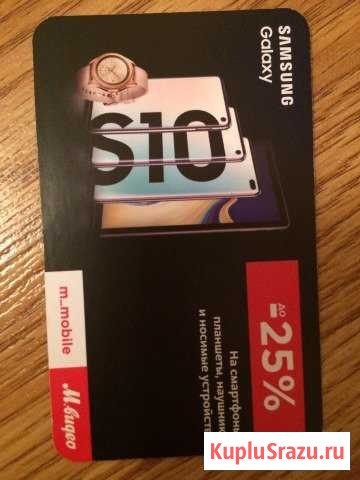 SAMSUNG
Galaxy
S10
до
25%
На смартфоны,
планшеты, наушники
и носимые устройства
m_mobile
М.видео
KupluSrazu.ru